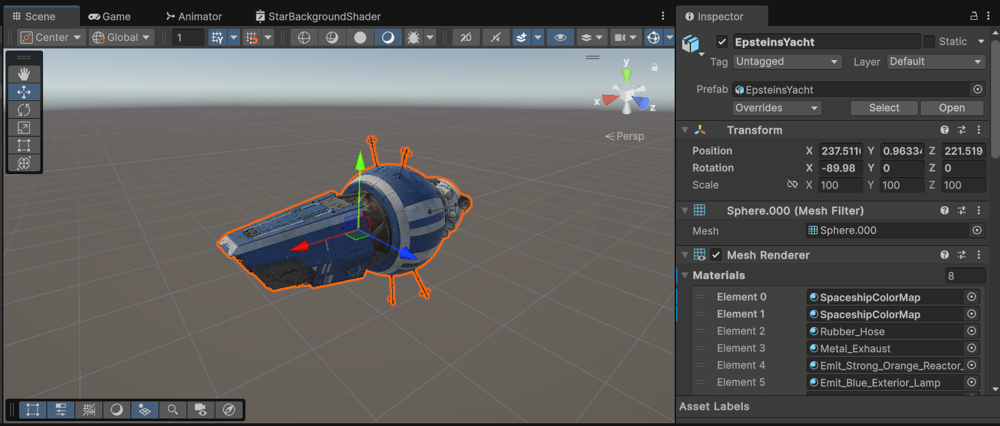 Scene Game Animator StarBackgroundShader
Center Global 1 2D
y
x
z
Persp
Inspector
EpsteinsYacht Static
Tag Untagged Layer Default
Prefab EpsteinsYacht
Overrides Select Open
Transform
Position X 237.511 Y 0.9633 Z 221.519
Rotation X -89.98 Y 0 Z 0
Scale X 100 Y 100 Z 100
Sphere.000 (Mesh Filter)
Mesh Sphere.000
Mesh Renderer
Materials 8
Element 0 SpaceshipColorMap
Element 1 SpaceshipColorMap
Element 2 Rubber_Hose
Element 3 Metal_Exhaust
Element 4 Emit_Strong_Orange_Reactor_
Element 5 Emit_Blue_Exterior_Lamp
Asset Labels